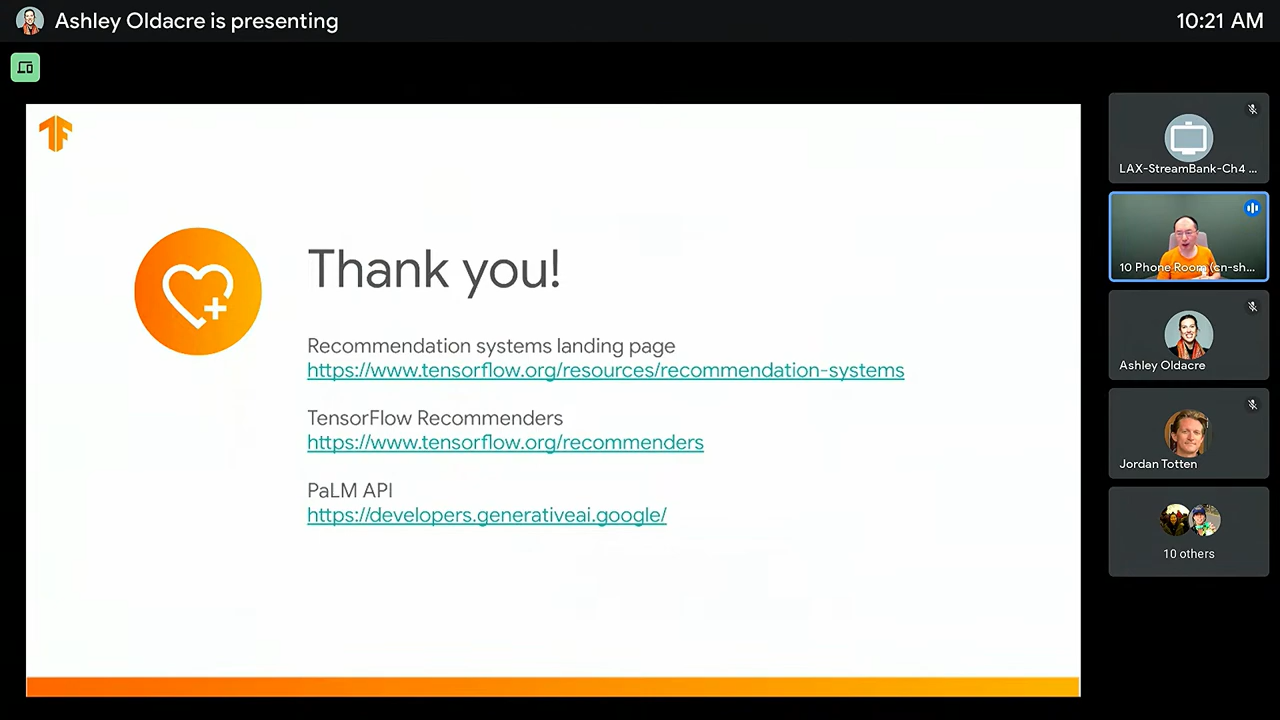 Ashley Oldacre is presenting
10:21 AM
Thank you!
Recommendation systems landing page
https://www.tensorflow.org/resources/recommendation-systems
TensorFlow Recommenders
https://www.tensorflow.org/recommenders
PaLM API
https://developers.generativeai.google/
LAX-StreamBank-Ch4 ...
10 Phone Room (cn-sh...
Ashley Oldacre
Jordan Totten
10 others